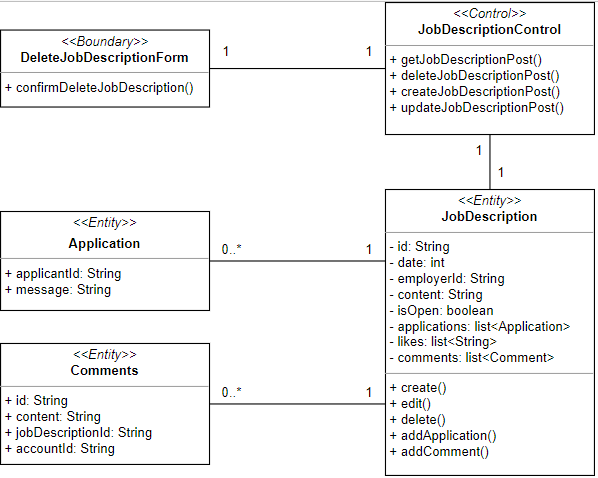 <<Boundary>>
DeleteJobDescriptionForm
+ confirmDeleteJobDescription()
1
1
<<Control>>
JobDescriptionControl
+ getJobDescriptionPost()
+ deleteJobDescriptionPost()
+ createJobDescriptionPost()
+ updateJobDescriptionPost()
1
1
<<Entity>>
Application
+ applicantId: String
+ message: String
0..*
1
<<Entity>>
JobDescription
- id: String
- date: int
- employerId: String
- content: String
- isOpen: boolean
- applications: list<Application>
- likes: list<String>
- comments: list<Comment>
+ create()
+ edit()
+ delete()
+ addApplication()
+ addComment()
<<Entity>>
Comments
+ id: String
+ content: String
+ jobDescriptionId: String
+ accountId: String
0..*
1